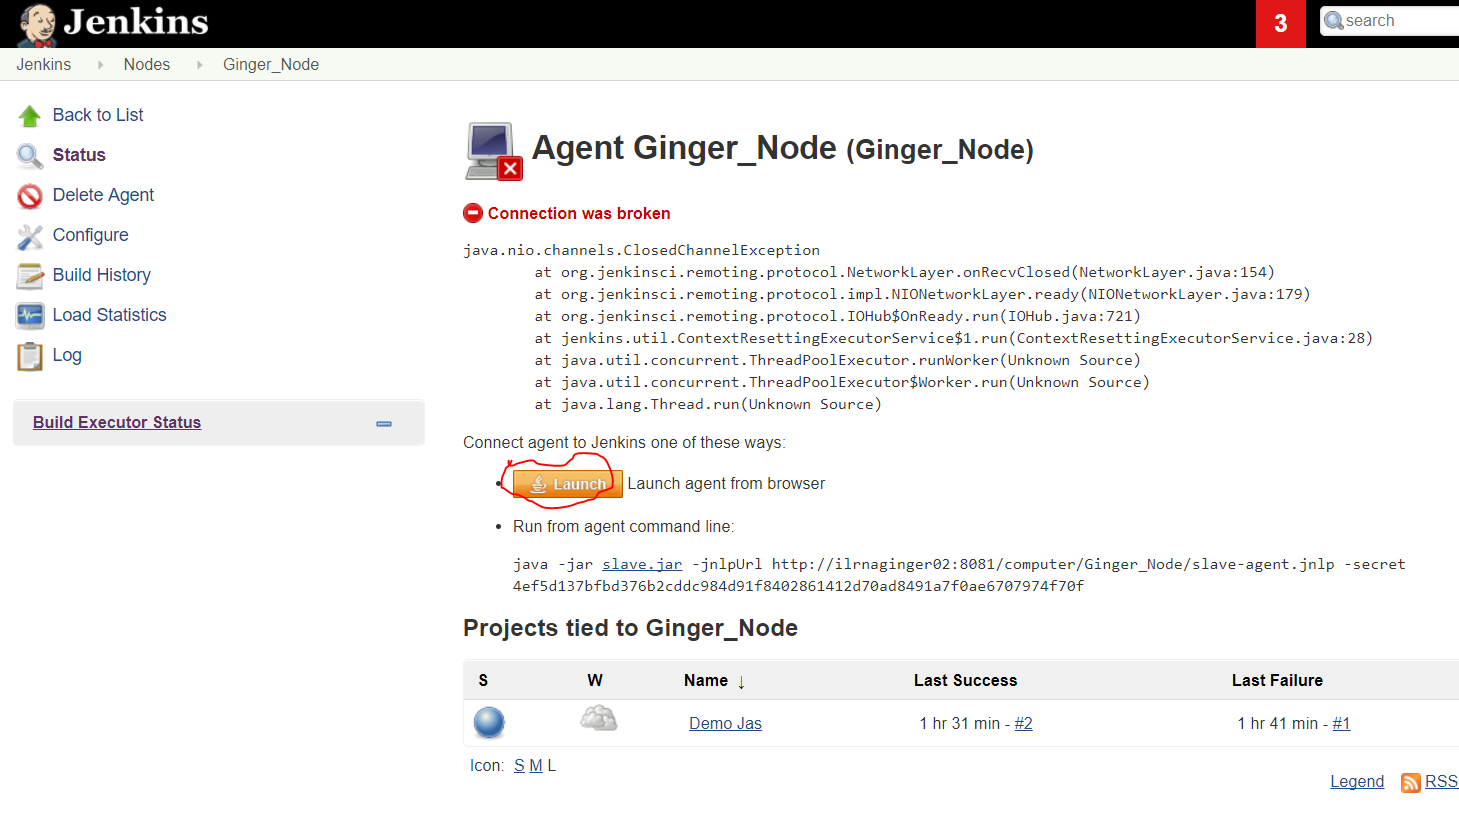 Jenkins
3
search
Jenkins Nodes Ginger_Node
Back to List
Status
Delete Agent
Configure
Build History
Load Statistics
Log
Build Executor Status
Agent Ginger_Node (Ginger_Node)
Connection was broken
java.nio.channels.ClosedChannelException
at org.jenkinsci.remoting.protocol.NetworkLayer.onRecvClosed(NetworkLayer.java:154)
at org.jenkinsci.remoting.protocol.impl.NIONetworkLayer.ready(NIONetworkLayer.java:179)
at org.jenkinsci.remoting.protocol.IOHub$OnReady.run(IOHub.java:721)
at jenkins.util.ContextResettingExecutorService$1.run(ContextResettingExecutorService.java:28)
at java.util.concurrent.ThreadPoolExecutor.runWorker(Unknown Source)
at java.util.concurrent.ThreadPoolExecutor$Worker.run(Unknown Source)
at java.lang.Thread.run(Unknown Source)
Connect agent to Jenkins one of these ways:
Launch Launch agent from browser
Run from agent command line:
java -jar slave.jar -jnlpUrl http://ilrnaginger02:8081/computer/Ginger_Node/slave-agent.jnlp -secret
4ef5d137bfbd376b2cddc984d91f8402861412d70ad8491a7f0ae6707974f70f
Projects tied to Ginger_Node
S W Name ↓ Last Success Last Failure
Demo Jas 1 hr 31 min - #2 1 hr 41 min - #1
Icon: S M L
Legend RSS